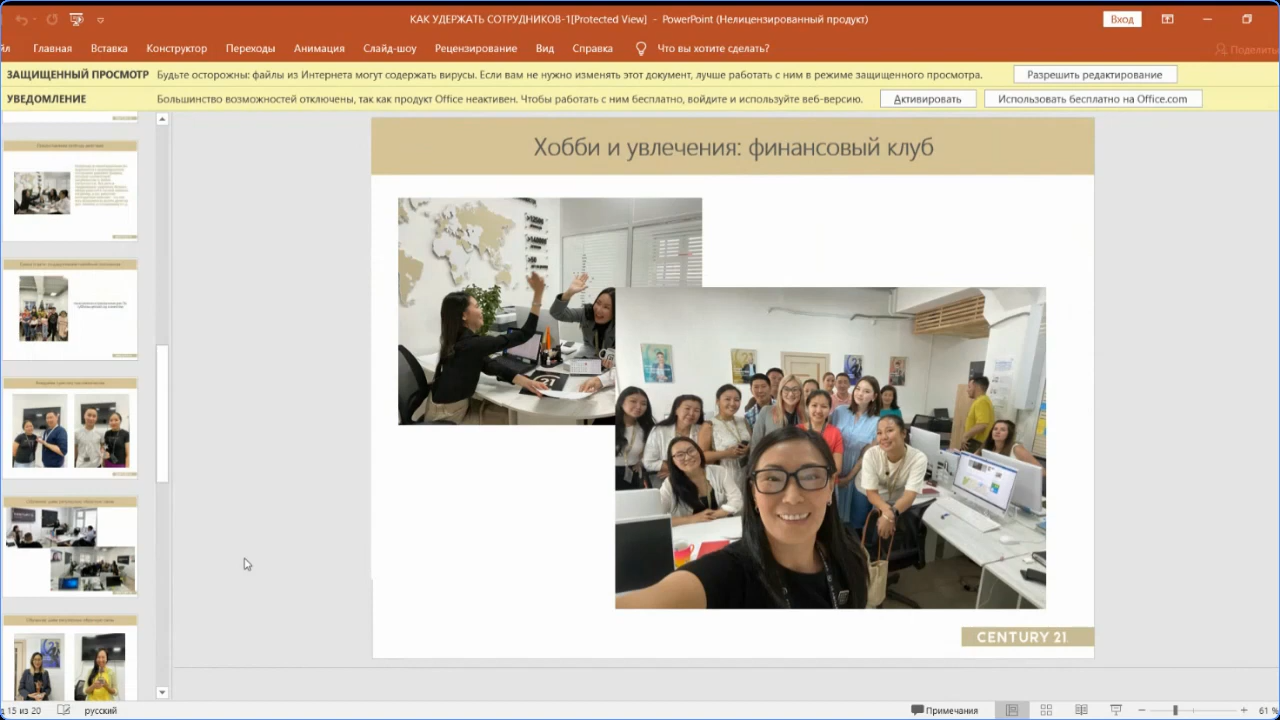 КАК УДЕРЖАТЬ СОТРУДНИКОВ-1[Protected View] - PowerPoint (Нелицензированный продукт)
Вход
Главная Вставка Конструктор Переходы Анимация Слайд-шоу Рецензирование Вид Справка Что вы хотите сделать? Поделиться
ЗАЩИЩЕННЫЙ ПРОСМОТР Будьте осторожны: файлы из Интернета могут содержать вирусы. Если вам не нужно изменять этот документ, лучше работать с ним в режиме защищенного просмотра. Разрешить редактирование
УВЕДОМЛЕНИЕ Большинство возможностей отключены, так как продукт Office неактивен. Чтобы работать с ним бесплатно, войдите и используйте веб-версию. Активировать Использовать бесплатно на Office.com
Хобби и увлечения: финансовый клуб
CENTURY 21
15 из 20 русский Примечания 61 %